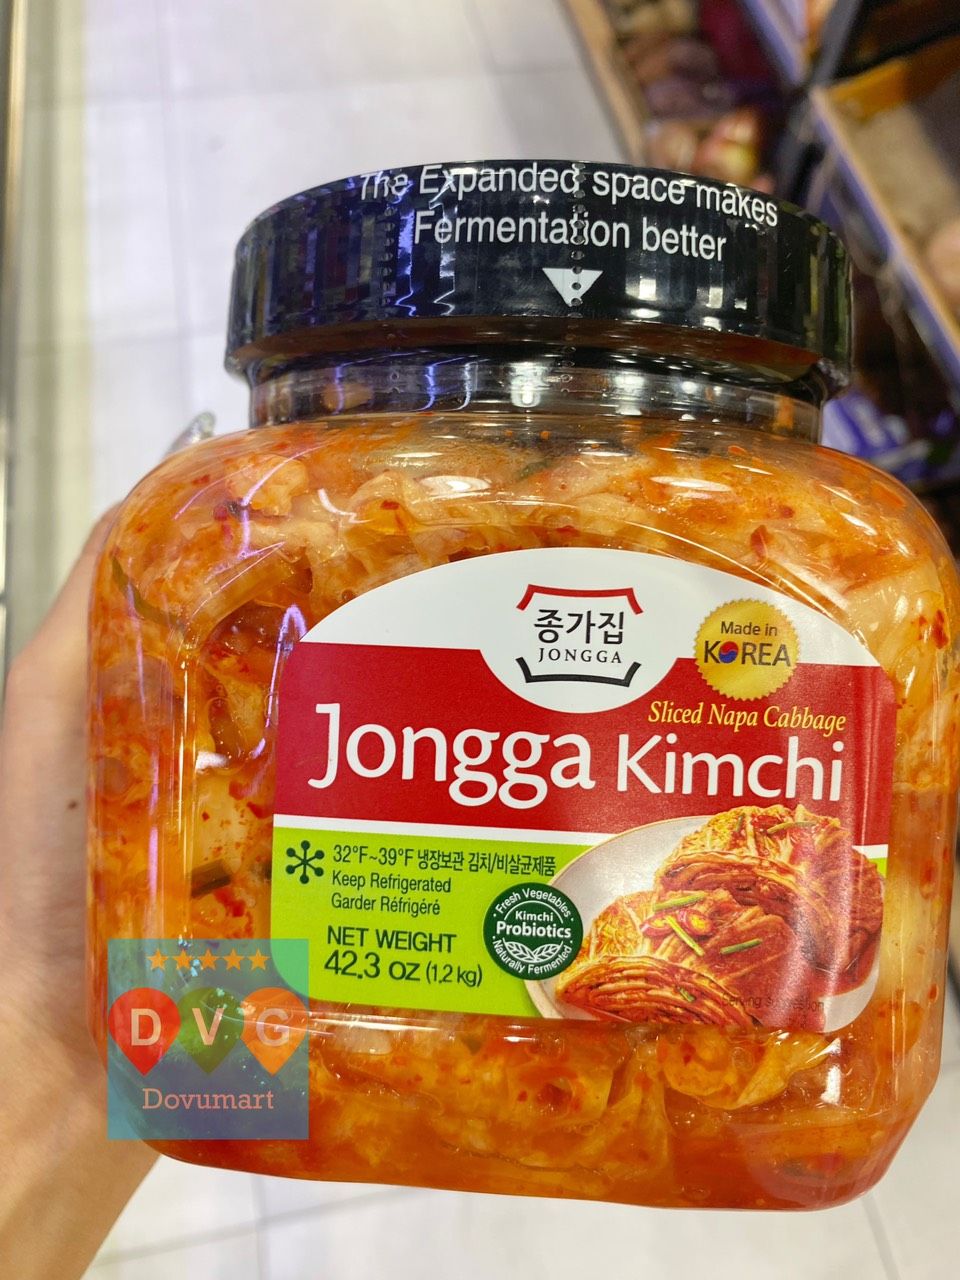 The Expanded space makes
Fermentation better
종가집
JONGGA
Made in
KOREA
Sliced Napa Cabbage
Jongga Kimchi
32°F~39°F 냉장보관 김치/비살균제품
Keep Refrigerated
Garder Réfrigéré
NET WEIGHT
42.3 OZ (1,2 kg)
Fresh Vegetables
Kimchi
Probiotics
Naturally Fermented
Serving suggestion
D V G
Dovumart